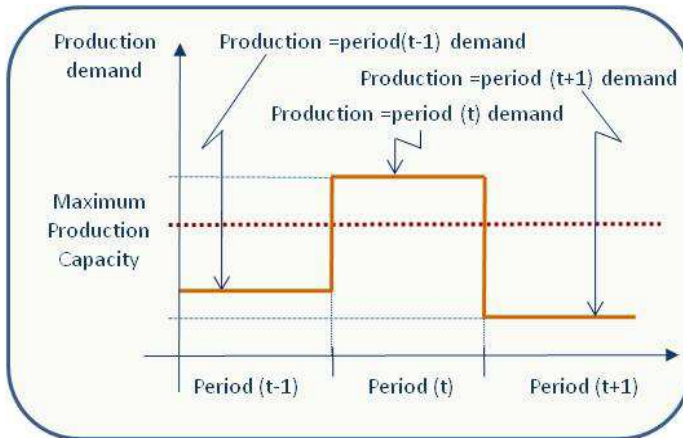 Production
demand
Production =period(t-1) demand
Production =period (t+1) demand
Production =period (t) demand
Maximum
Production
Capacity
Period (t-1)
Period (t)
Period (t+1)